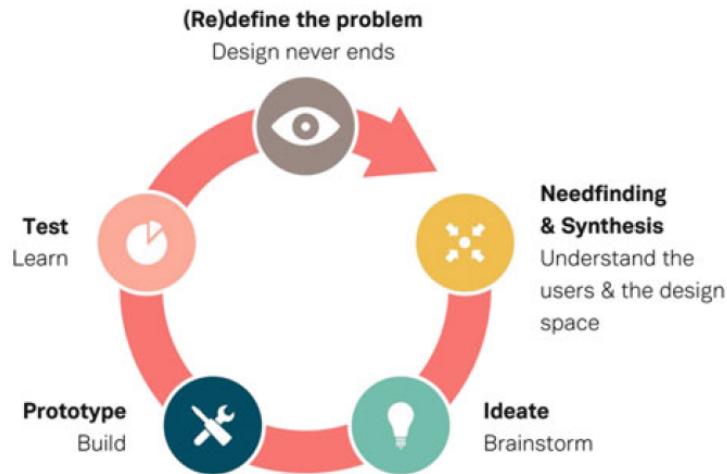 (Re)define the problem
Design never ends
Needfinding
& Synthesis
Understand the
users & the design
space
Ideate
Brainstorm
Prototype
Build
Test
Learn